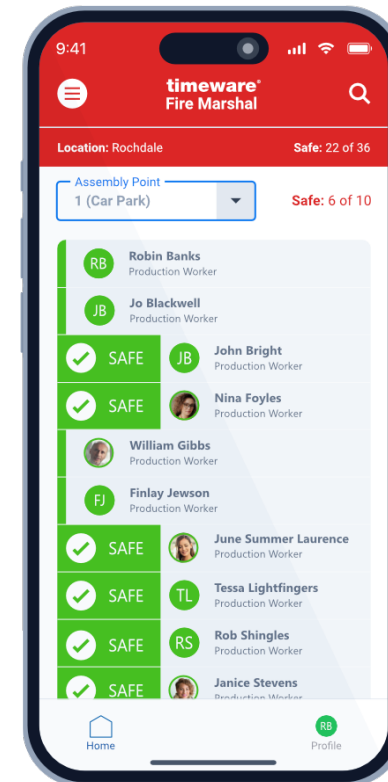 9:41
timeware®
Fire Marshal
Location: Rochdale
Safe: 22 of 36
Assembly Point
1 (Car Park)
Safe: 6 of 10
RB
Robin Banks
Production Worker
JB
Jo Blackwell
Production Worker
SAFE
JB
John Bright
Production Worker
SAFE
Nina Foyles
Production Worker
William Gibbs
Production Worker
FJ
Finlay Jewson
Production Worker
SAFE
June Summer Laurence
Production Worker
SAFE
TL
Tessa Lightfingers
Production Worker
SAFE
RS
Rob Shingles
Production Worker
SAFE
Janice Stevens
Production Worker
Home
RB
Profile